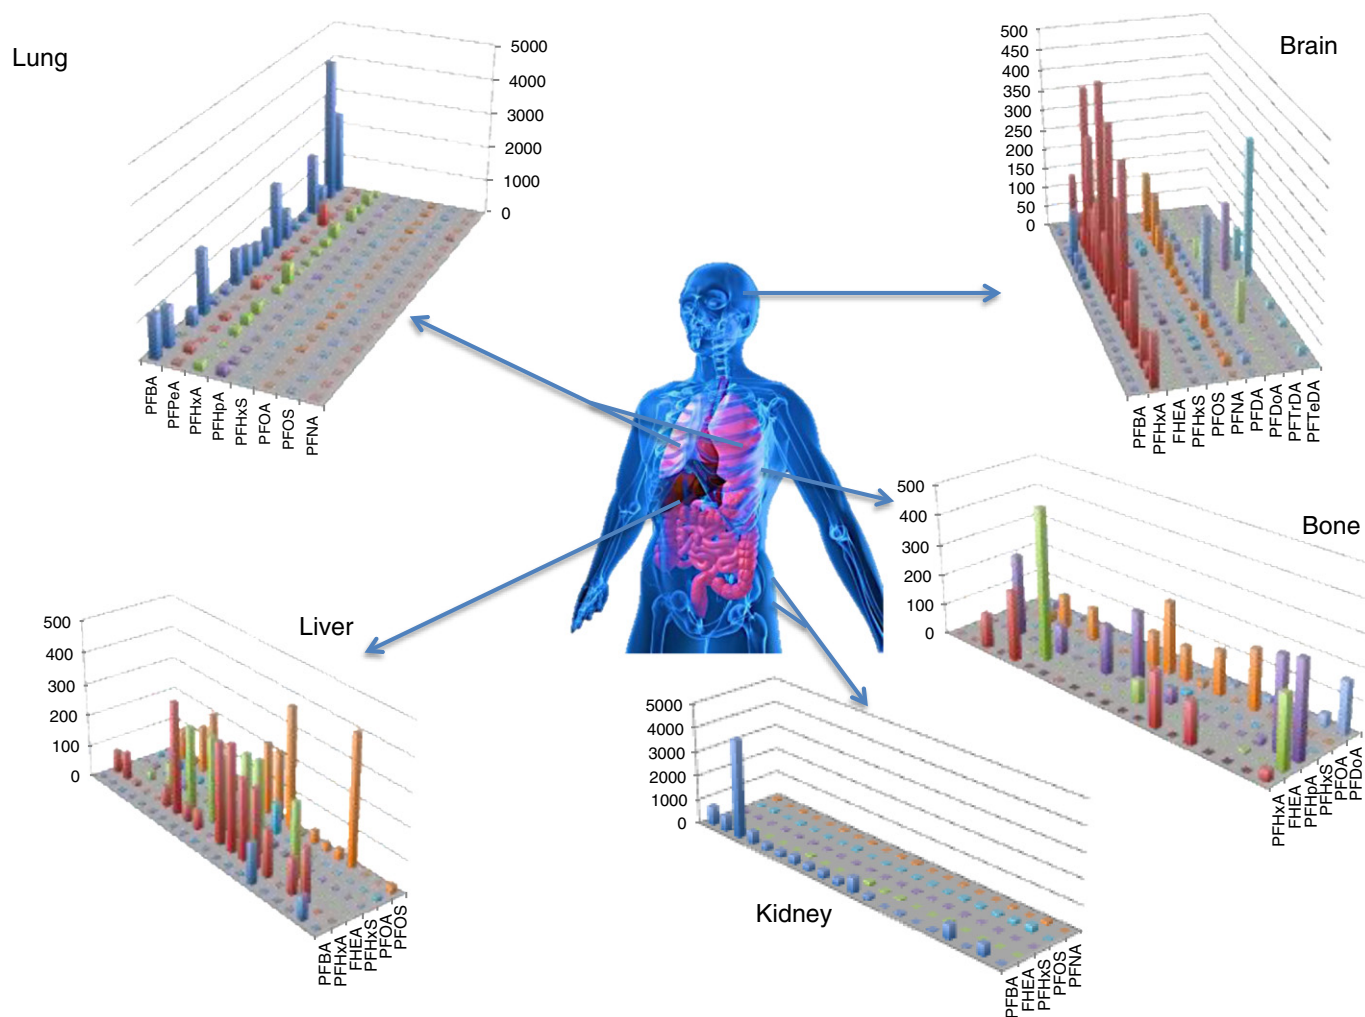 Lung
5000
4000
3000
2000
1000
0
PFBA
PFPeA
PFHxA
PFHpA
PFHxS
PFOA
PFOS
PFNA
Brain
500
450
400
350
300
250
200
150
100
50
0
PFBA
PFHxA
FHEA
PFHxS
PFOS
PFNA
PFDA
PFDoA
PFTrDA
PFTeDA
Bone
500
400
300
200
100
0
PFHxA
FHEA
PFHpA
PFHxS
PFOA
PFDoA
Liver
500
400
300
200
100
0
PFBA
PFHxA
FHEA
PFHxS
PFOA
PFOS
Kidney
5000
4000
3000
2000
1000
0
PFBA
FHEA
PFHxS
PFOS
PFNA